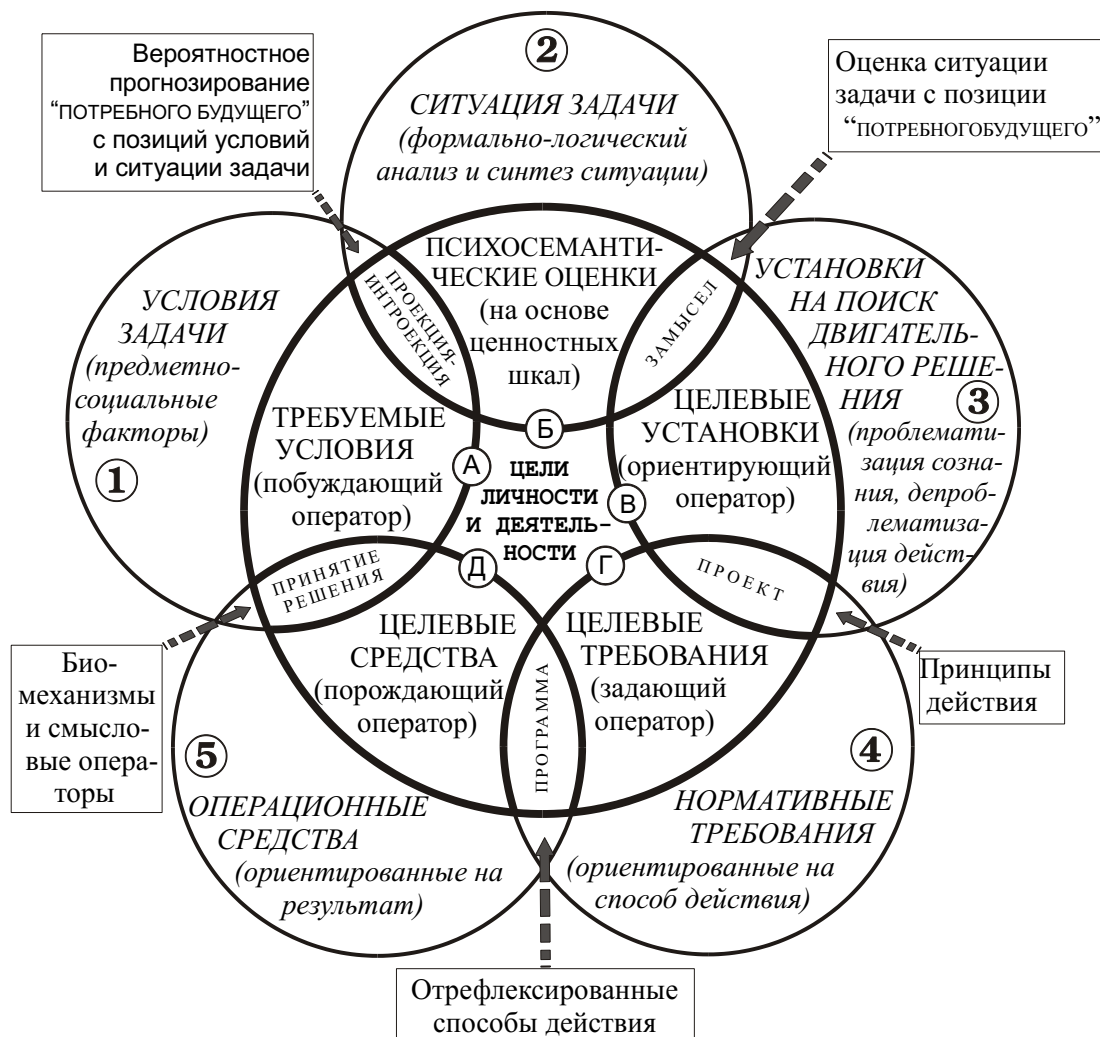 Вероятностное
прогнозирование
“ПОТРЕБНОГО БУДУЩЕГО”
с позиций условий
и ситуации задачи
2
СИТУАЦИЯ ЗАДАЧИ
(формально-логический
анализ и синтез ситуации)
Оценка ситуации
задачи с позиции
“ПОТРЕБНОГОБУДУЩЕГО”
УСЛОВИЯ
ЗАДАЧИ
(предметно-
социальные
факторы)
1
ПРОЕКЦИЯ-
ИНТРОЕКЦИЯ
ПСИХОСЕМАНТИ-
ЧЕСКИЕ ОЦЕНКИ
(на основе
ценностных
шкал)
ЗАМЫСЕЛ
УСТАНОВКИ
НА ПОИСК
ДВИГАТЕЛЬ-
НОГО РЕШЕ-
НИЯ
3
(проблемати-
зация созна-
ния, депроб-
лематиза-
ция дейст-
вия)
ТРЕБУЕМЫЕ
УСЛОВИЯ
(побуждающий
оператор)
А
Б
ЦЕЛЕВЫЕ
УСТАНОВКИ
(ориентирующий
оператор)
В
ЦЕЛИ
ЛИЧНОСТИ
И ДЕЯТЕЛЬ-
НОСТИ
Д
Г
ПРИНЯТИЕ
РЕШЕНИЯ
ПРОЕКТ
ЦЕЛЕВЫЕ
СРЕДСТВА
(порождающий
оператор)
ПРОГРАММА
ЦЕЛЕВЫЕ
ТРЕБОВАНИЯ
(задающий
оператор)
Био-
механизмы
и смысло-
вые опера-
торы
Принципы
действия
5
ОПЕРАЦИОННЫЕ
СРЕДСТВА
(ориентированные на
результат)
4
НОРМАТИВНЫЕ
ТРЕБОВАНИЯ
(ориентированные на
способ действия)
Отрефлексированные
способы действия